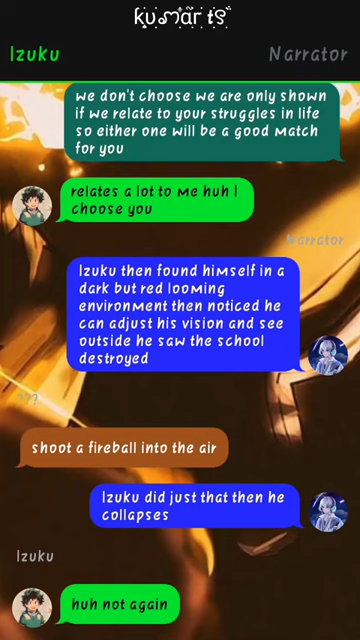 kumar ts
Izuku
Narrator
we don't choose we are only shown
if we relate to your struggles in life
so either one will be a good match
for you
relates a lot to me huh I
choose you
Narrator
Izuku then found himself in a
dark but red looming
environment then noticed he
can adjust his vision and see
outside he saw the school
destroyed
???
shoot a fireball into the air
Izuku did just that then he
collapses
Izuku
huh not again